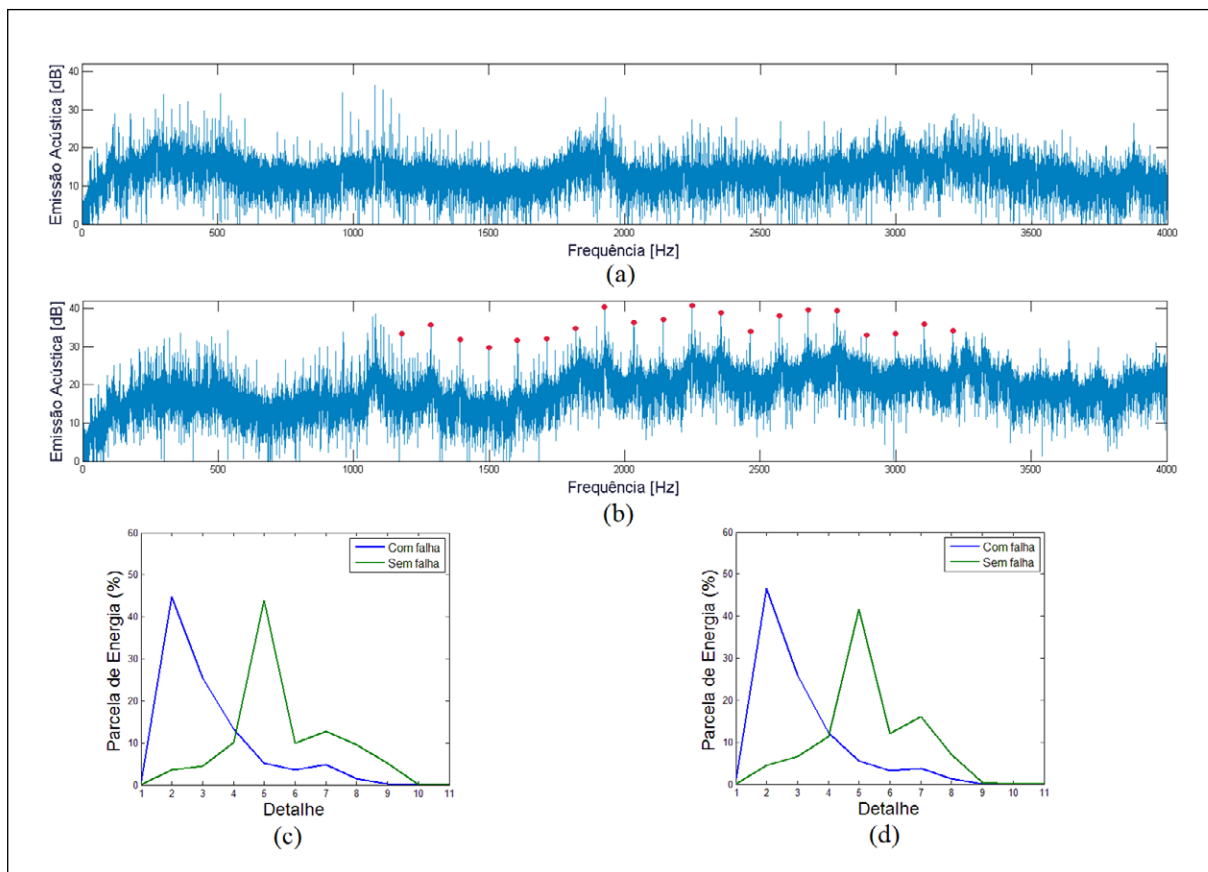 Emissão Acústica [dB]
40
30
20
10
0
0 500 1000 1500 2000 2500 3000 3500 4000
Frequência [Hz]
(a)
Emissão Acústica [dB]
40
30
20
10
0
0 500 1000 1500 2000 2500 3000 3500 4000
Frequência [Hz]
(b)
Parcela de Energia (%)
60
50
40
30
20
10
0
Com falha
Sem falha
1 2 3 4 5 6 7 8 9 10 11
Detalhe
(c)
Parcela de Energia (%)
60
50
40
30
20
10
0
Com falha
Sem falha
1 2 3 4 5 6 7 8 9 10 11
Detalhe
(d)